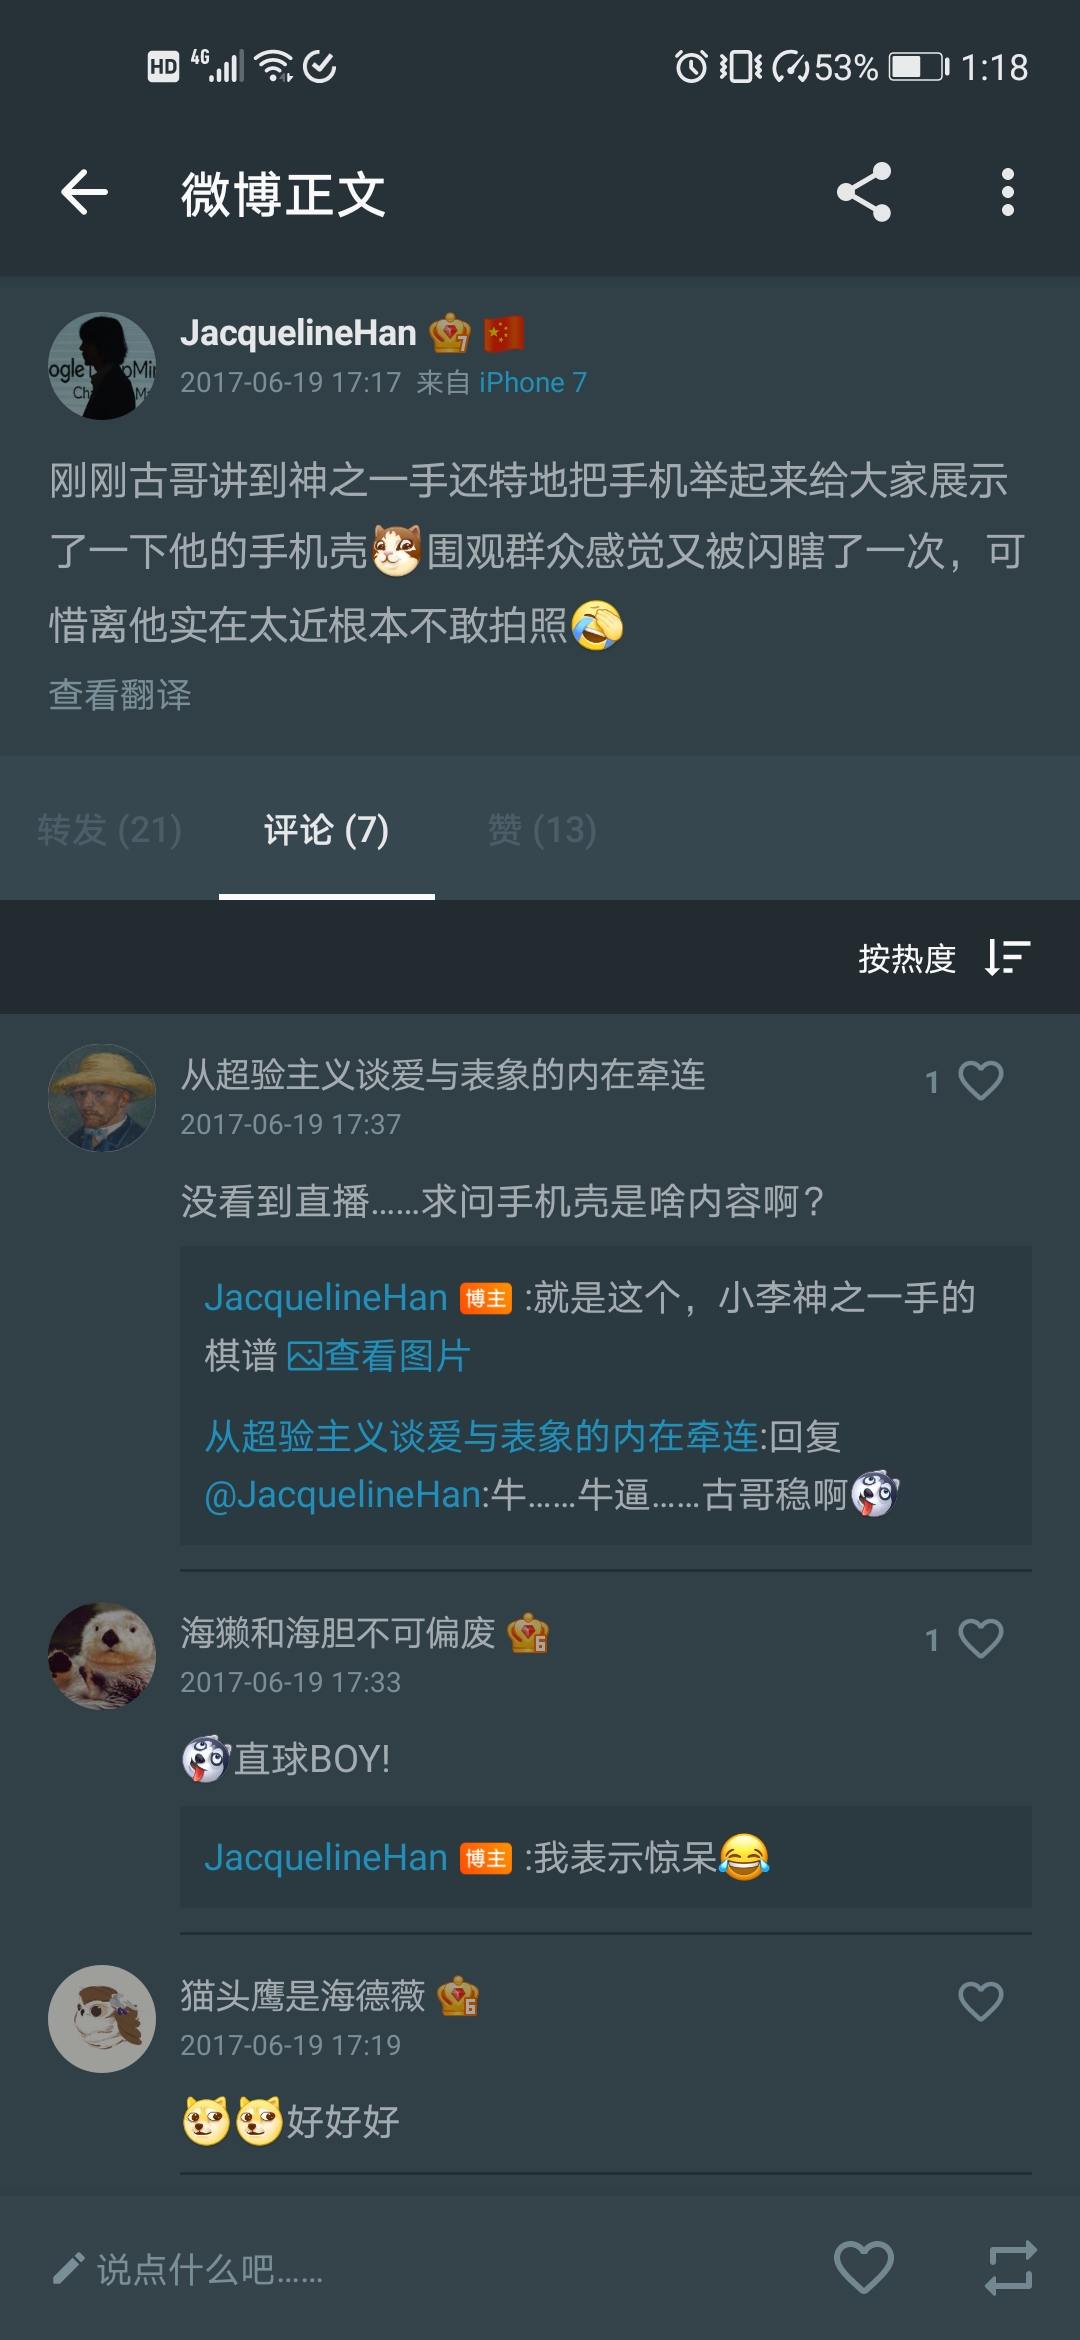 HD 4G 53% 1:18
微博正文
JacquelineHan 7
2017-06-19 17:17 来自 iPhone 7
刚刚古哥讲到神之一手还特地把手机举起来给大家展示
了一下他的手机壳围观群众感觉又被闪瞎了一次，可
惜离他实在太近根本不敢拍照
查看翻译
转发 (21) 评论 (7) 赞 (13)
按热度
从超验主义谈爱与表象的内在牵连 1
2017-06-19 17:37
没看到直播……求问手机壳是啥内容啊？
JacquelineHan 博主 :就是这个，小李神之一手的
棋谱 查看图片
从超验主义谈爱与表象的内在牵连:回复
@JacquelineHan:牛……牛逼……古哥稳啊
海獭和海胆不可偏废 6 1
2017-06-19 17:33
直球BOY!
JacquelineHan 博主 :我表示惊呆
猫头鹰是海德薇 6
2017-06-19 17:19
好好好
说点什么吧……